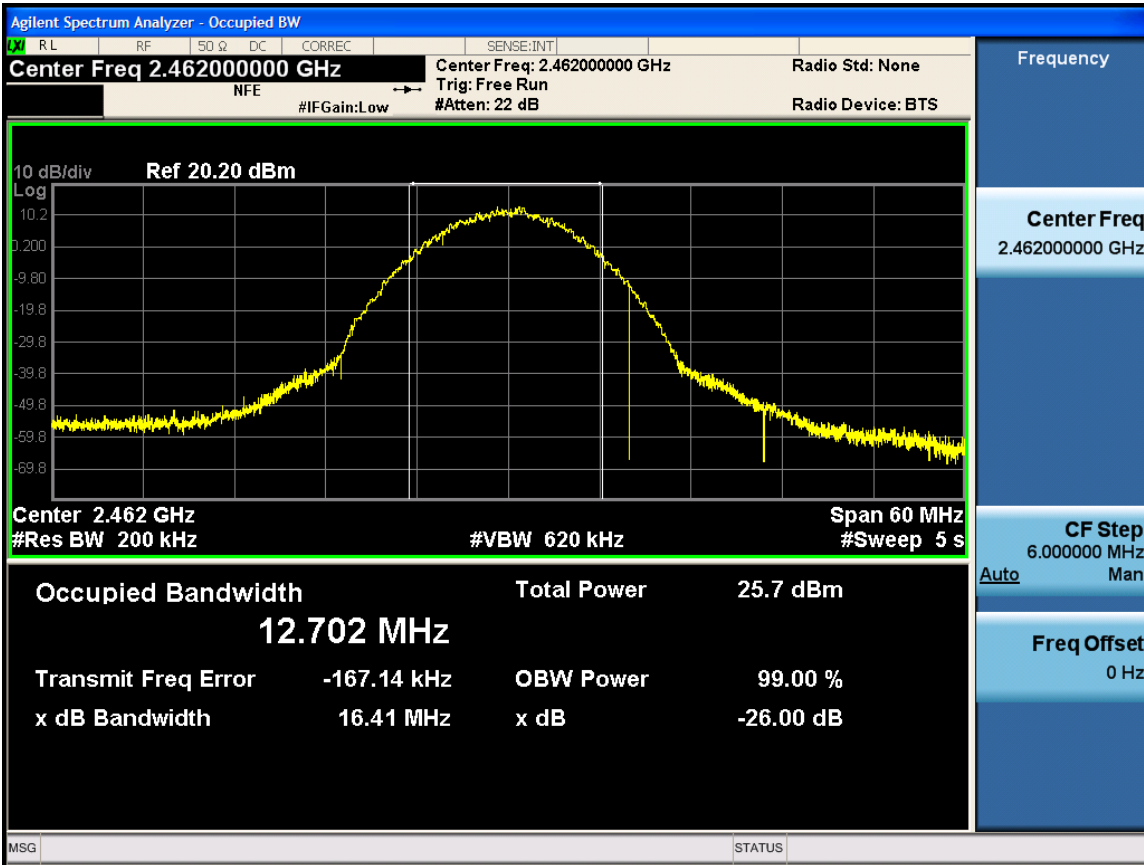 Agilent Spectrum Analyzer - Occupied BW
LXI RL RF 50 Ω DC CORREC SENSE:INT
Center Freq 2.462000000 GHz
NFE
#IFGain:Low
Center Freq: 2.462000000 GHz
Trig: Free Run
#Atten: 22 dB
Radio Std: None
Radio Device: BTS
10 dB/div Ref 20.20 dBm
Log
10.2
0.200
-9.80
-19.8
-29.8
-39.8
-49.8
-59.8
-69.8
Center 2.462 GHz Span 60 MHz
#Res BW 200 kHz #VBW 620 kHz #Sweep 5 s
Occupied Bandwidth Total Power 25.7 dBm
12.702 MHz
Transmit Freq Error -167.14 kHz OBW Power 99.00 %
x dB Bandwidth 16.41 MHz x dB -26.00 dB
MSG STATUS
Frequency
Center Freq
2.462000000 GHz
CF Step
6.000000 MHz
Auto Man
Freq Offset
0 Hz